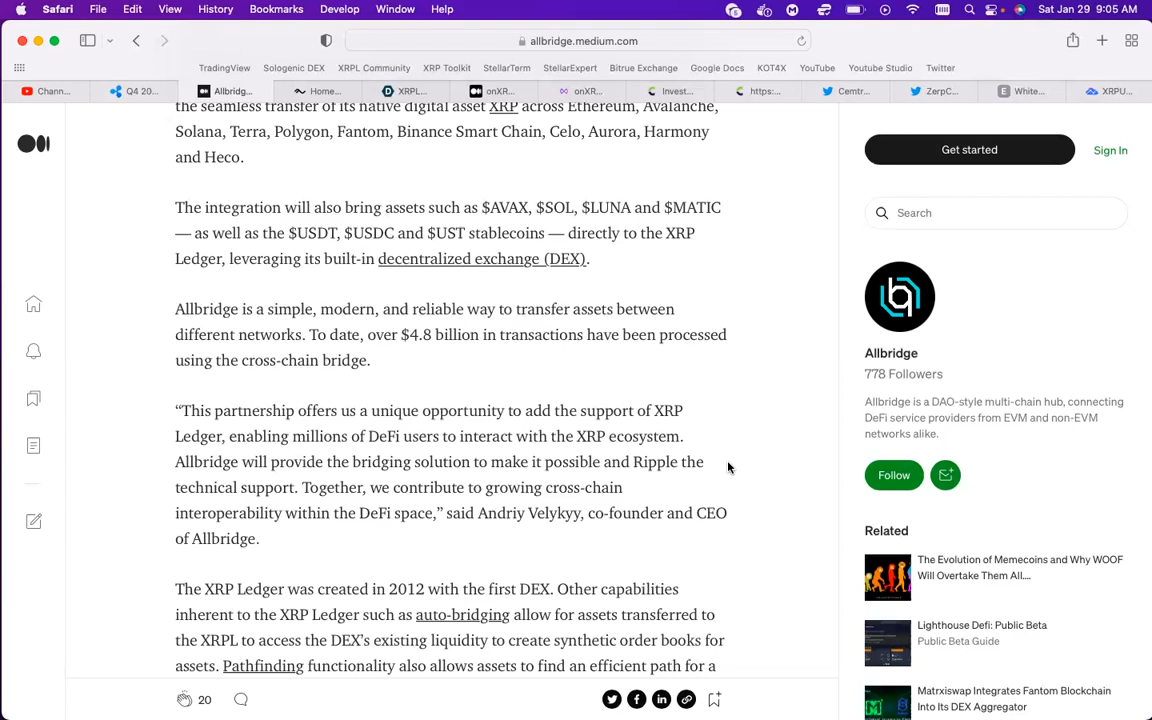 Safari File Edit View History Bookmarks Develop Window Help Sat Jan 29 9:05 AM
allbridge.medium.com
TradingView Sologenic DEX XRPL Community XRP Toolkit StellarTerm StellarExpert Bitrue Exchange Google Docs KOT4X YouTube Youtube Studio Twitter
Chann... Q4 20... Allbridg... Home... XRPL... onXR... onXR... Invest... https:... Cemtr... ZerpC... White... XRPU...
the seamless transfer of its native digital asset XRP across Ethereum, Avalanche,
Solana, Terra, Polygon, Fantom, Binance Smart Chain, Celo, Aurora, Harmony
and Heco.
The integration will also bring assets such as $AVAX, $SOL, $LUNA and $MATIC
— as well as the $USDT, $USDC and $UST stablecoins — directly to the XRP
Ledger, leveraging its built-in decentralized exchange (DEX).
Allbridge is a simple, modern, and reliable way to transfer assets between
different networks. To date, over $4.8 billion in transactions have been processed
using the cross-chain bridge.
“This partnership offers us a unique opportunity to add the support of XRP
Ledger, enabling millions of DeFi users to interact with the XRP ecosystem.
Allbridge will provide the bridging solution to make it possible and Ripple the
technical support. Together, we contribute to growing cross-chain
interoperability within the DeFi space,” said Andriy Velykyy, co-founder and CEO
of Allbridge.
The XRP Ledger was created in 2012 with the first DEX. Other capabilities
inherent to the XRP Ledger such as auto-bridging allow for assets transferred to
the XRPL to access the DEX’s existing liquidity to create synthetic order books for
assets. Pathfinding functionality also allows assets to find an efficient path for a
20
Get started Sign In
Search
Allbridge
778 Followers
Allbridge is a DAO-style multi-chain hub, connecting
DeFi service providers from EVM and non-EVM
networks alike.
Follow
Related
The Evolution of Memecoins and Why WOOF
Will Overtake Them All....
Lighthouse Defi: Public Beta
Public Beta Guide
Matrxiswap Integrates Fantom Blockchain
Into Its DEX Aggregator